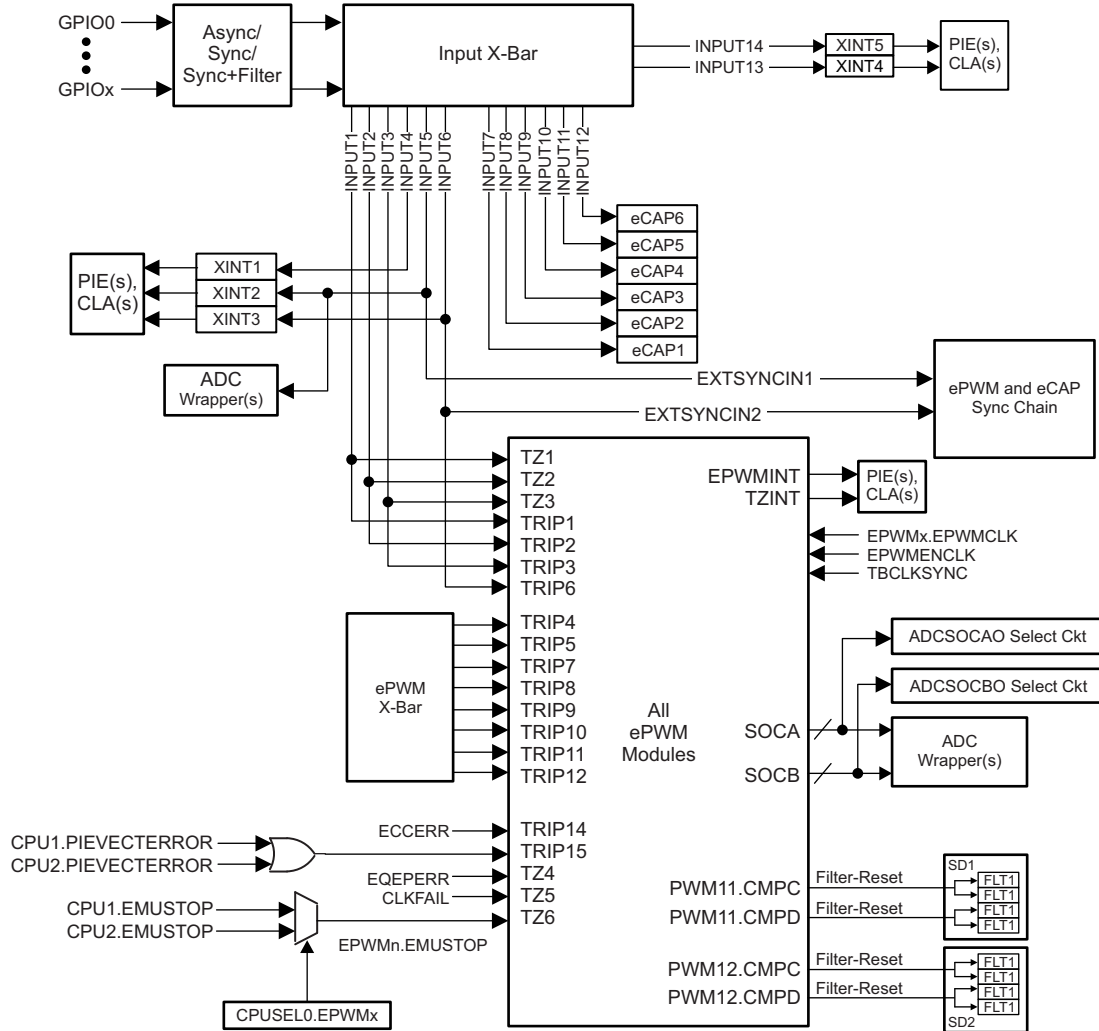 GPIO0
GPIOx
Async/
Sync/
Sync+Filter
Input X-Bar
INPUT14
INPUT13
XINT5
XINT4
PIE(s),
CLA(s)
INPUT1
INPUT2
INPUT3
INPUT4
INPUT5
INPUT6
INPUT7
INPUT8
INPUT9
INPUT10
INPUT11
INPUT12
eCAP6
eCAP5
eCAP4
eCAP3
eCAP2
eCAP1
PIE(s),
CLA(s)
XINT1
XINT2
XINT3
ADC
Wrapper(s)
EXTSYNCIN1
EXTSYNCIN2
ePWM and eCAP
Sync Chain
TZ1
TZ2
TZ3
TRIP1
TRIP2
TRIP3
TRIP6
EPWMINT
TZINT
PIE(s),
CLA(s)
EPWMx.EPWMCLK
EPWMENCLK
TBCLKSYNC
ePWM
X-Bar
TRIP4
TRIP5
TRIP7
TRIP8
TRIP9
TRIP10
TRIP11
TRIP12
All
ePWM
Modules
SOCA
SOCB
ADCSOCAO Select Ckt
ADCSOCBO Select Ckt
ADC
Wrapper(s)
CPU1.PIEVECTERROR
CPU2.PIEVECTERROR
ECCERR
TRIP14
TRIP15
EQEPERR
TZ4
CLKFAIL
TZ5
TZ6
CPU1.EMUSTOP
CPU2.EMUSTOP
EPWMn.EMUSTOP
CPUSEL0.EPWMx
PWM11.CMPC
PWM11.CMPD
PWM12.CMPC
PWM12.CMPD
Filter-Reset
Filter-Reset
Filter-Reset
Filter-Reset
SD1
FLT1
FLT1
FLT1
FLT1
FLT1
FLT1
FLT1
FLT1
SD2